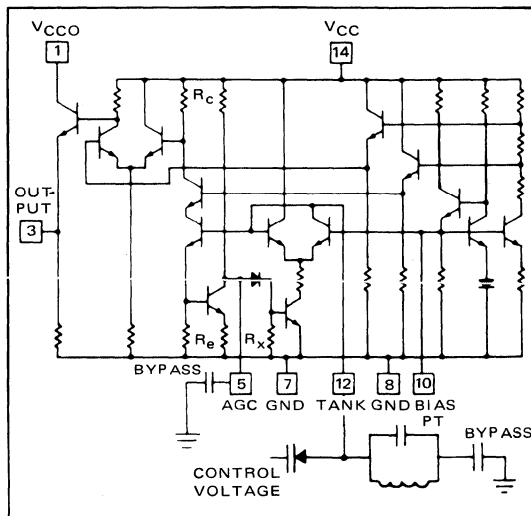 VCCO
VCC
1
14
Rc
OUT-
PUT
3
Re
Rx
BYPASS
5
7
12
8
10
AGC
GND
TANK
GND
BIAS
PT
BYPASS
CONTROL
VOLTAGE